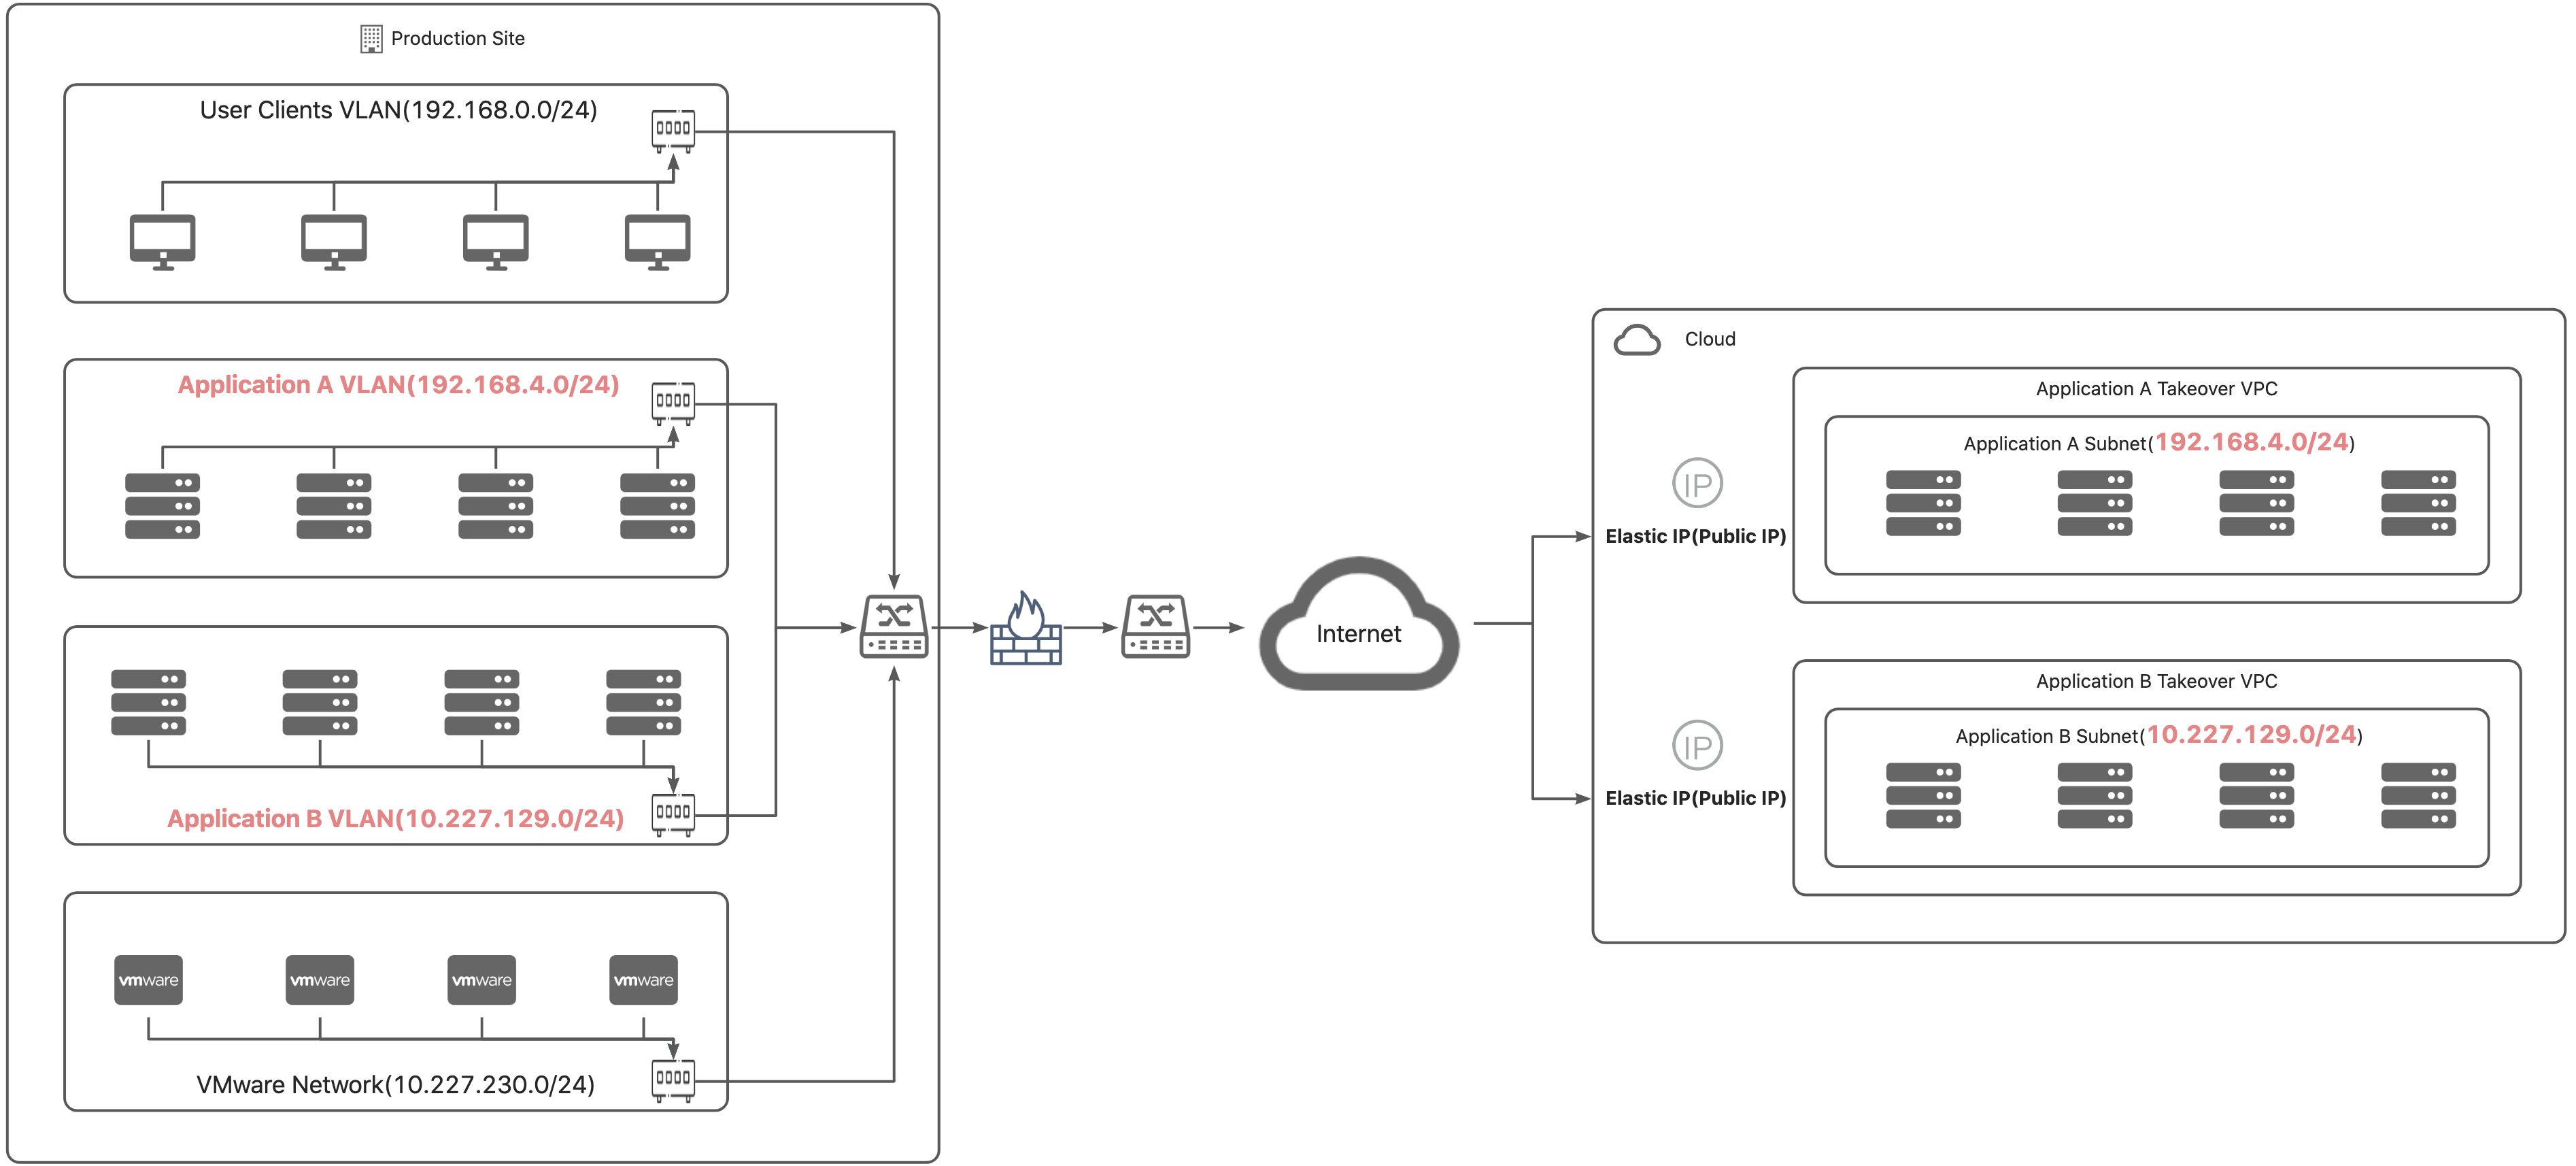 Production Site
User Clients VLAN(192.168.0.0/24)
Application A VLAN(192.168.4.0/24)
Application B VLAN(10.227.129.0/24)
vmware
vmware
vmware
vmware
VMware Network(10.227.230.0/24)
Internet
Cloud
IP
Elastic IP(Public IP)
Application A Takeover VPC
Application A Subnet(192.168.4.0/24)
IP
Elastic IP(Public IP)
Application B Takeover VPC
Application B Subnet(10.227.129.0/24)